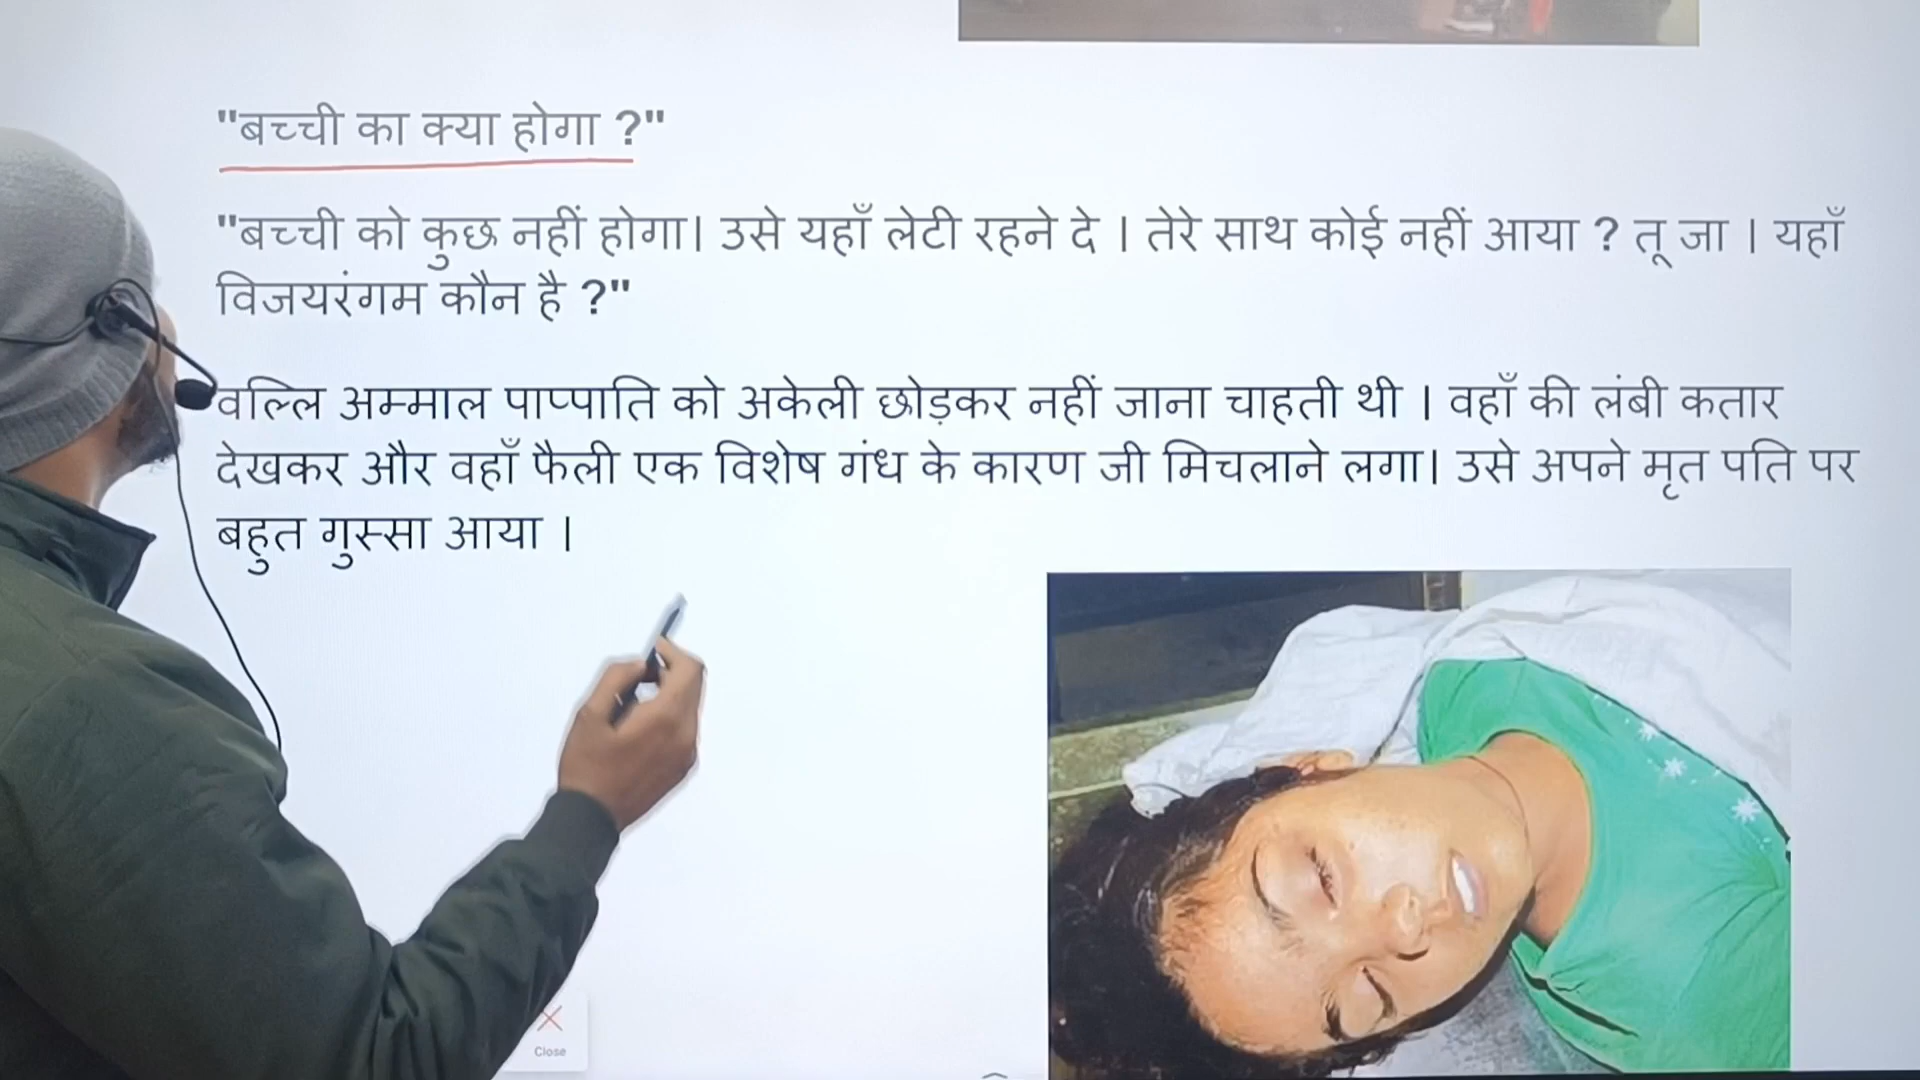 "बच्ची का क्या होगा ?"
"बच्ची को कुछ नहीं होगा। उसे यहाँ लेटी रहने दे । तेरे साथ कोई नहीं आया ? तू जा । यहाँ
विजयरंगम कौन है ?"
वल्लि अम्माल पाप्पाति को अकेली छोड़कर नहीं जाना चाहती थी । वहाँ की लंबी कतार
देखकर और वहाँ फैली एक विशेष गंध के कारण जी मिचलाने लगा। उसे अपने मृत पति पर
बहुत गुस्सा आया ।
Close